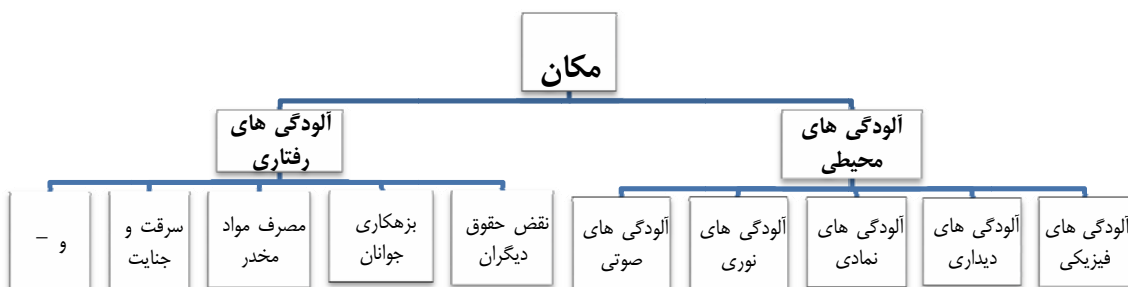 مکان
آلودگی های
محیطی
آلودگی های
رفتاری
آلودگی های
فیزیکی
آلودگی های
دیداری
آلودگی های
نمادی
آلودگی های
نوری
آلودگی های
صوتی
نقض حقوق
دیگران
بزهکاری
جوانان
مصرف مواد
مخدر
سرقت و
جنایت
و –